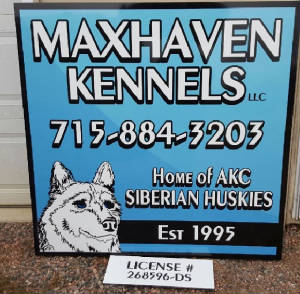 MAXHAVEN
KENNELS LLC
715-884-3203
HOME OF AKC
SIBERIAN HUSKIES
EST 1995
LICENSE #
268596-DS